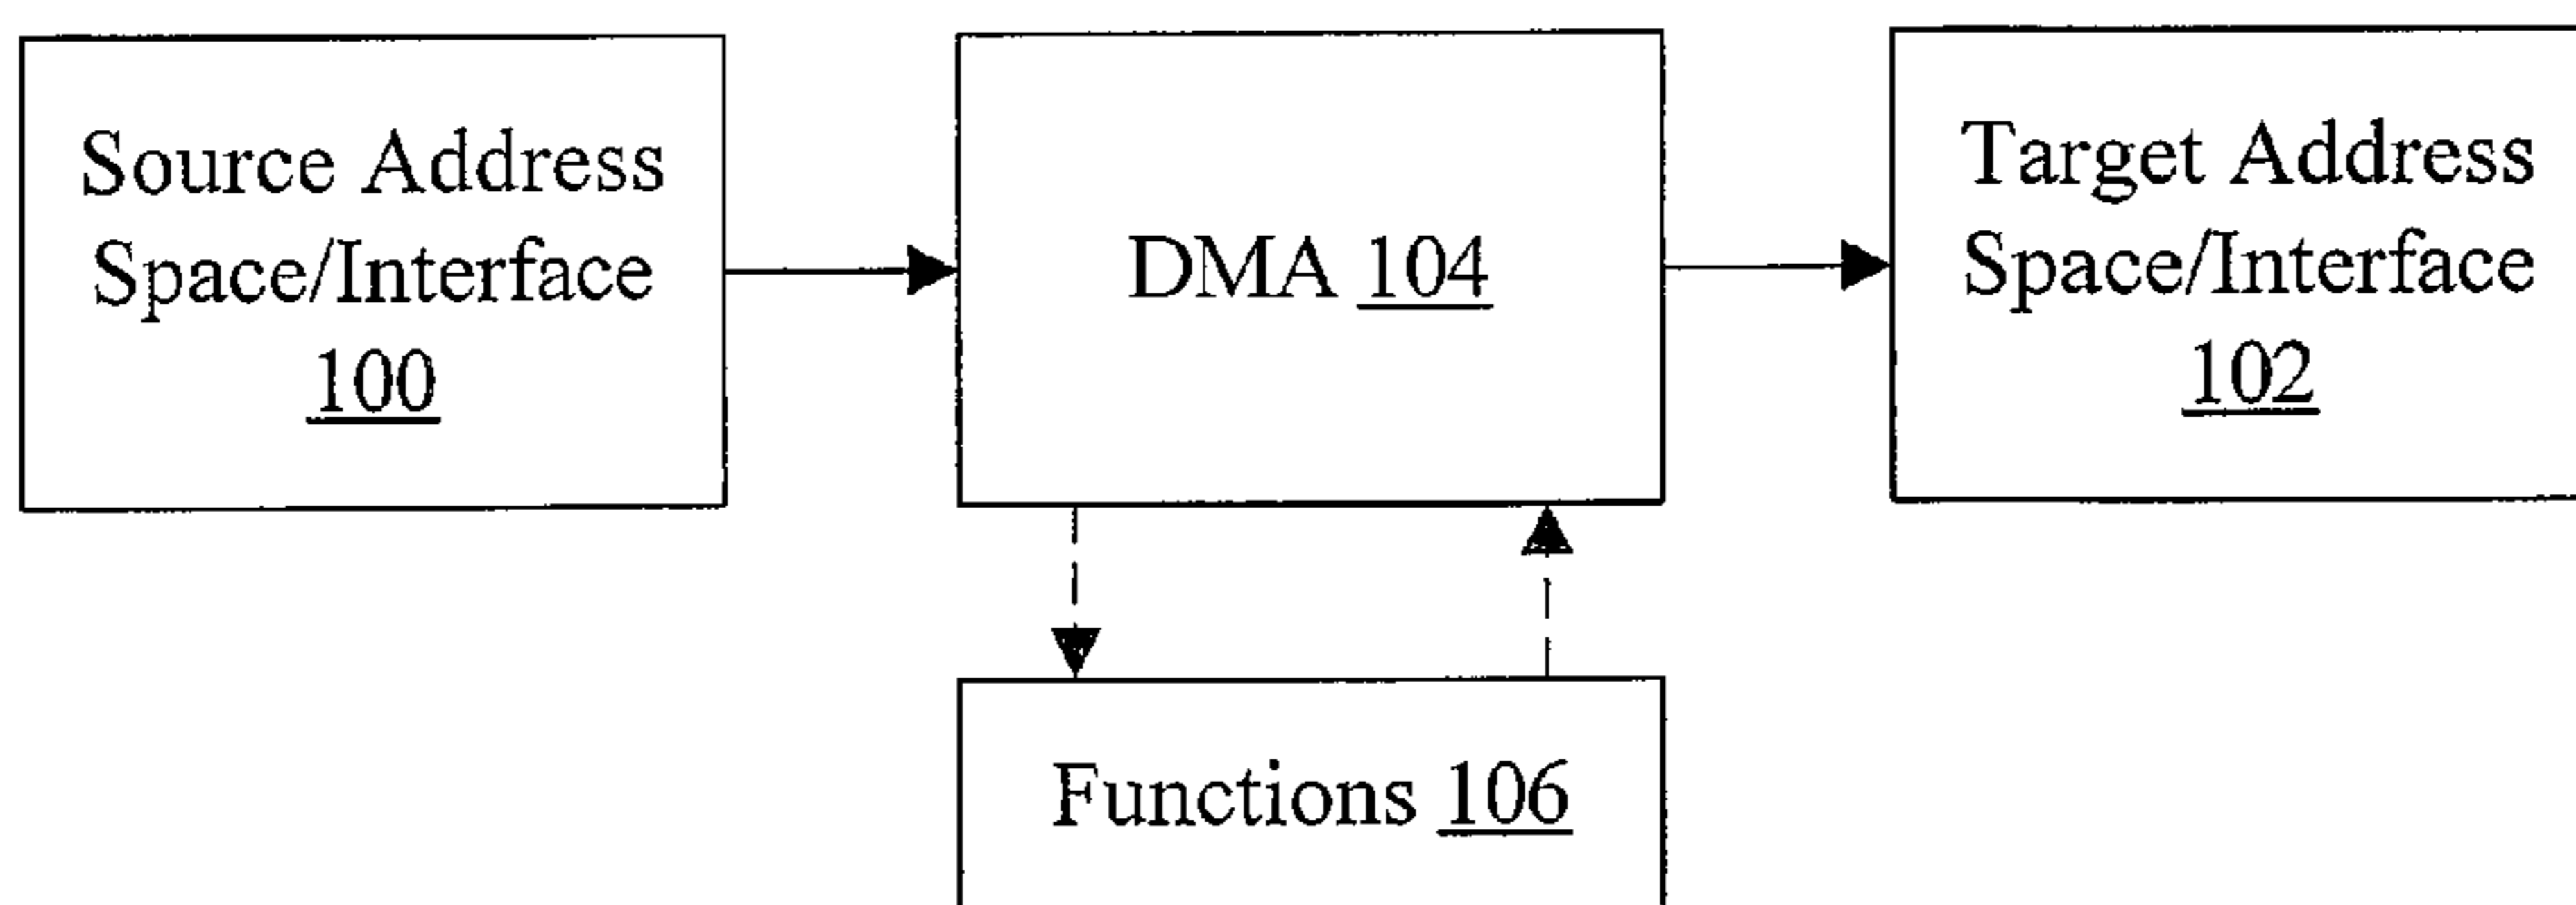 Source Address
Space/Interface
100
DMA 104
Target Address
Space/Interface
102
Functions 106